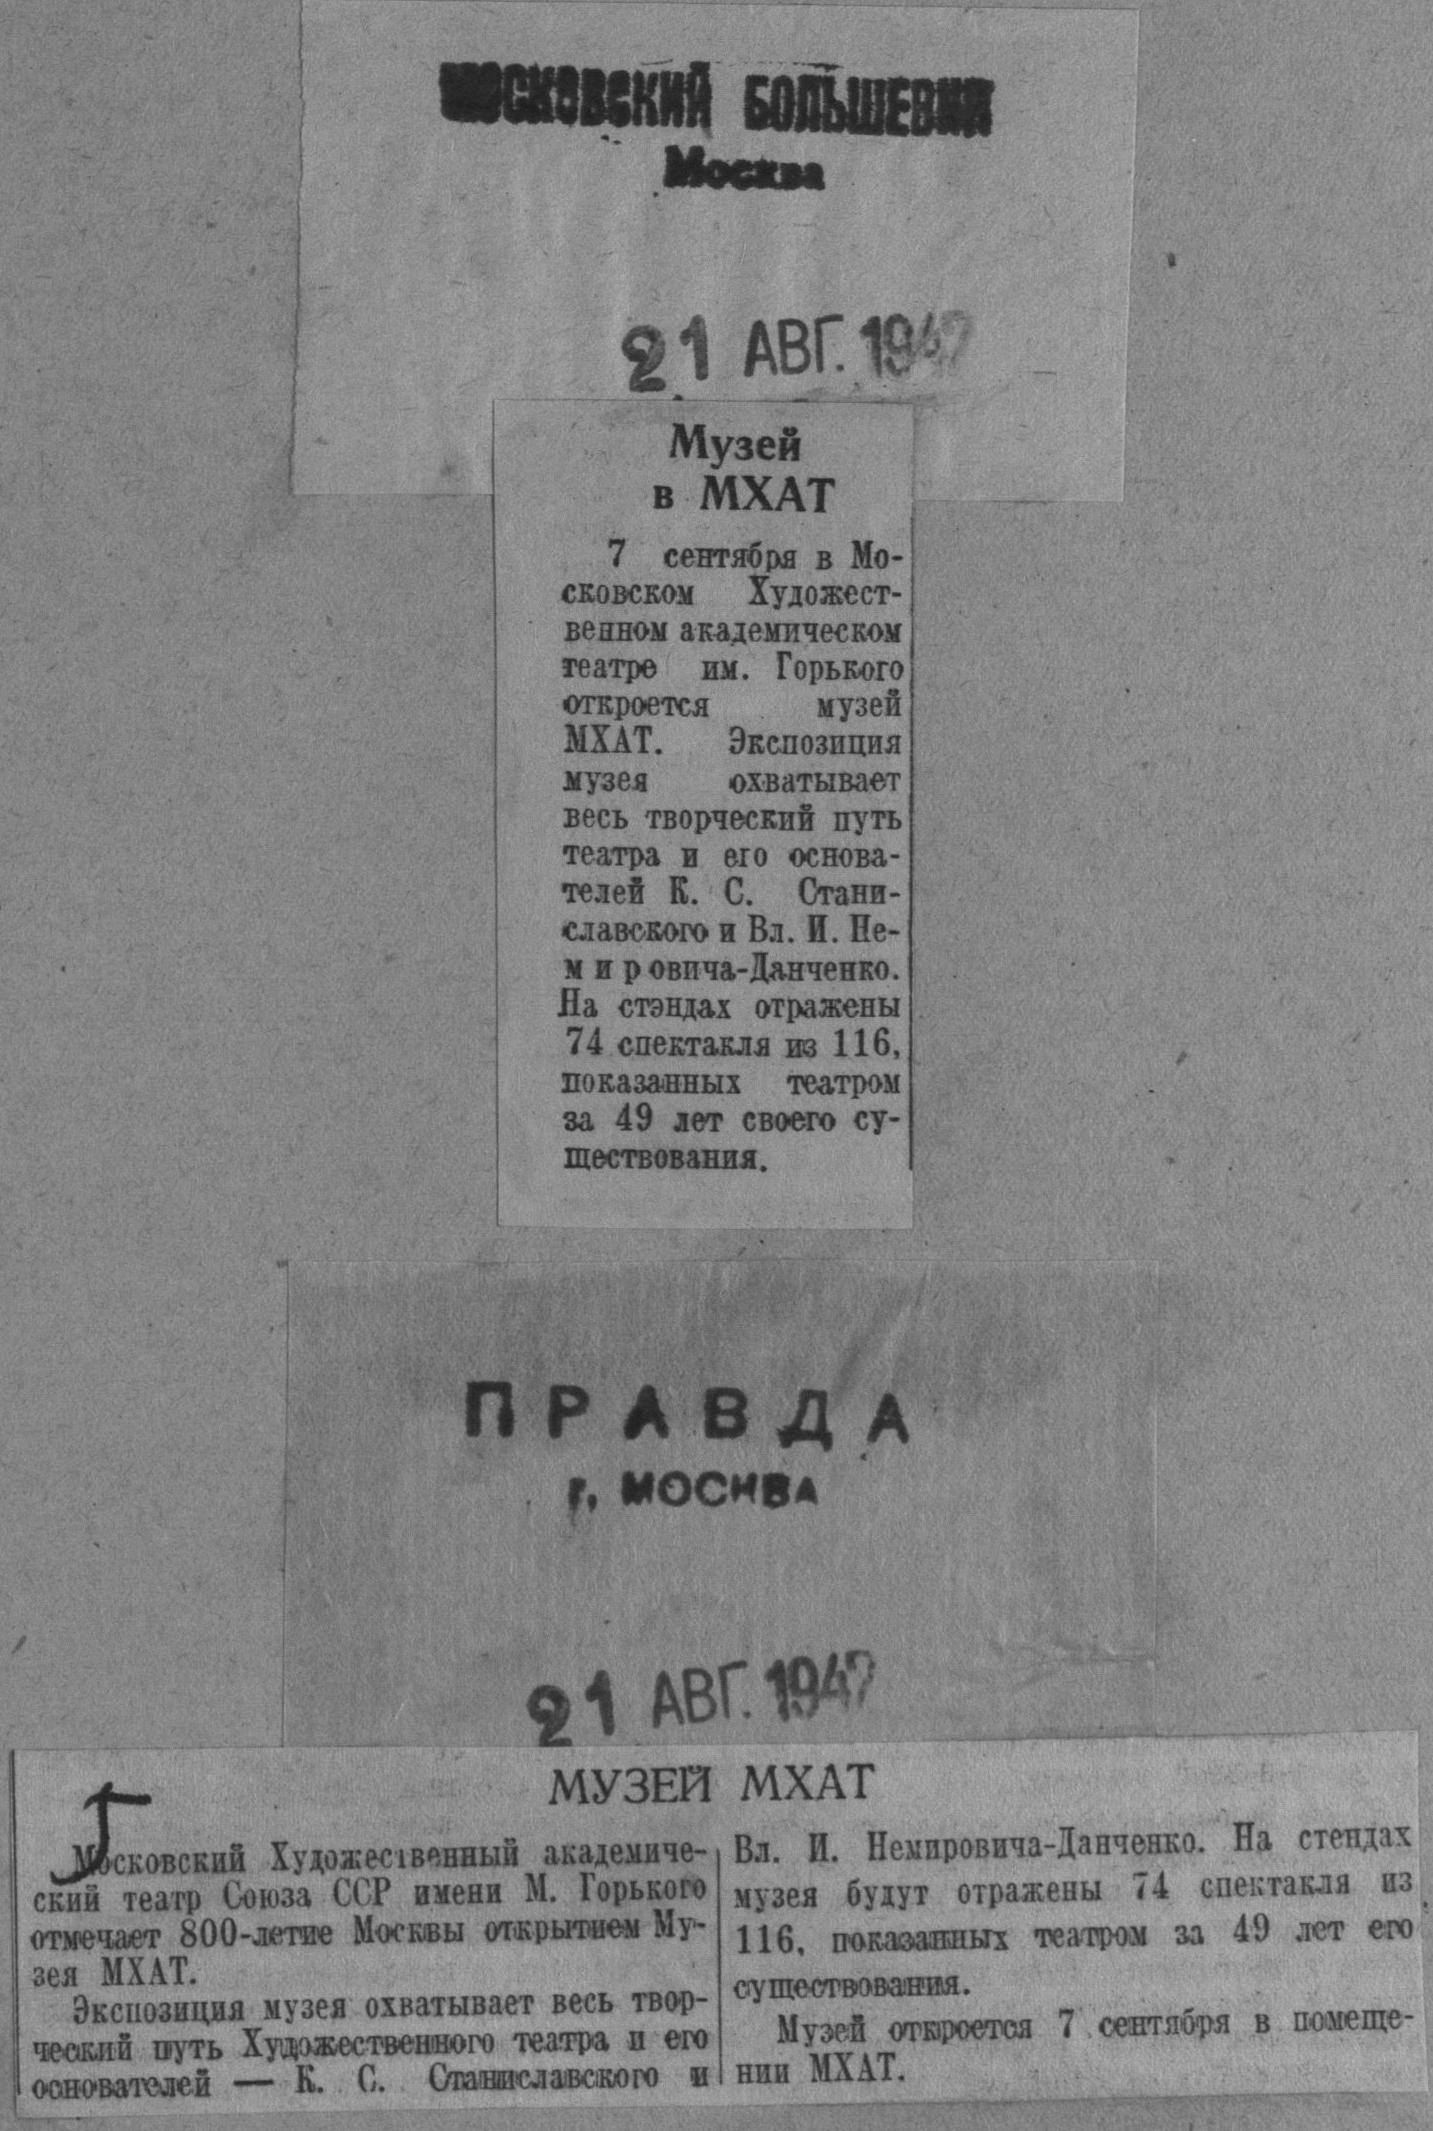 МОСКОВСКИЙ БОЛЬШЕВИК
Москва
21 АВГ. 1947
Музей
в МХАТ
7 сентября в Мо-
сковском Художест-
венном академическом
театре им. Горького
откроется музей
МХАТ. Экспозиция
музея охватывает
весь творческий путь
театра и его основа-
телей К. С. Стани-
славского и Вл. И. Не-
мировича-Данченко.
На стэндах отражены
74 спектакля из 116,
показанных театром
за 49 лет своего су-
ществования.
ПРАВДА
г. МОСКВА
21 АВГ. 1947
МУЗЕЙ МХАТ
Московский Художественный академиче-
ский театр Союза ССР имени М. Горького
отмечает 800-летие Москвы открытием Му-
зея МХАТ.
Экспозиция музея охватывает весь твор-
ческий путь Художественного театра и его
основателей — К. С. Станиславского и
Вл. И. Немировича-Данченко. На стендах
музея будут отражены 74 спектакля из
116, показанных театром за 49 лет его
существования.
Музей откроется 7 сентября в помеще-
нии МХАТ.